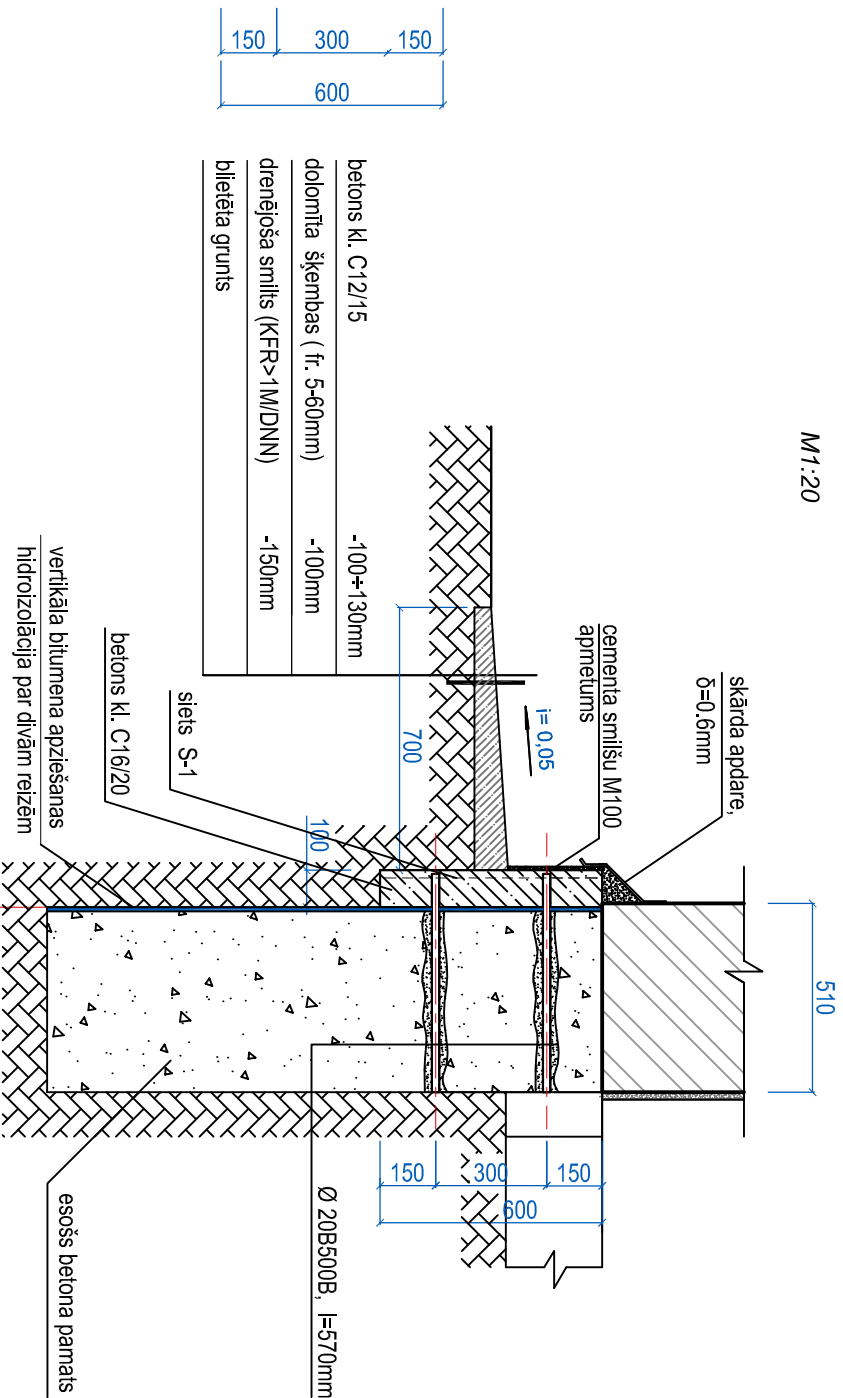 M1:20
skārda apdare,
δ=0.6mm
cementa smilšu M100
apmetums
i= 0,05
510
700
100
150
300
150
600
150
300
150
600
betons kl. C12/15 -100÷130mm
dolomīta šķembas ( fr. 5-60mm) -100mm
drenējoša smilts (KFR>1M/DNN) -150mm
blietēta grunts
siets S-1
betons kl. C16/20
vertikāla bitumena apziešanas
hidroizolācija par divām reizēm
Ø 20B500B, l=570mm
esošs betona pamats